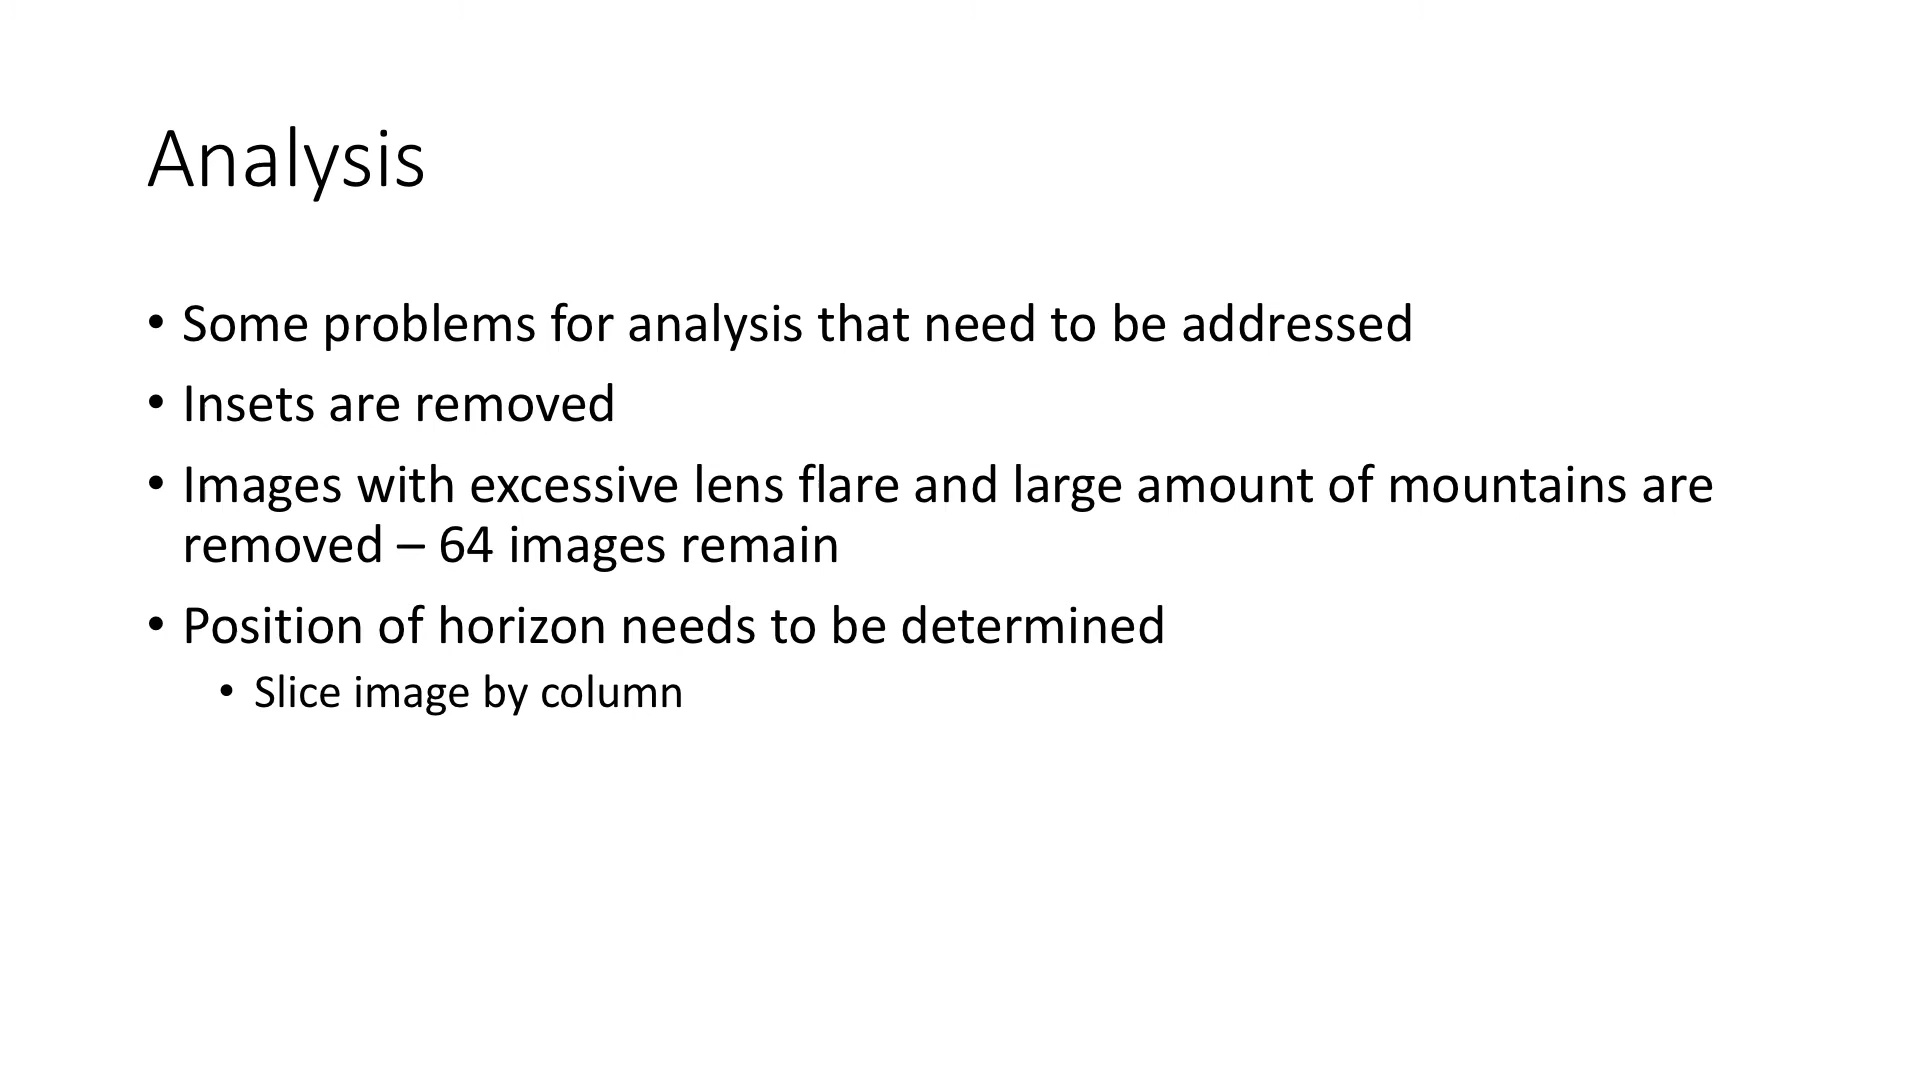 Analysis
• Some problems for analysis that need to be addressed
• Insets are removed
• Images with excessive lens flare and large amount of mountains are
removed – 64 images remain
• Position of horizon needs to be determined
• Slice image by column